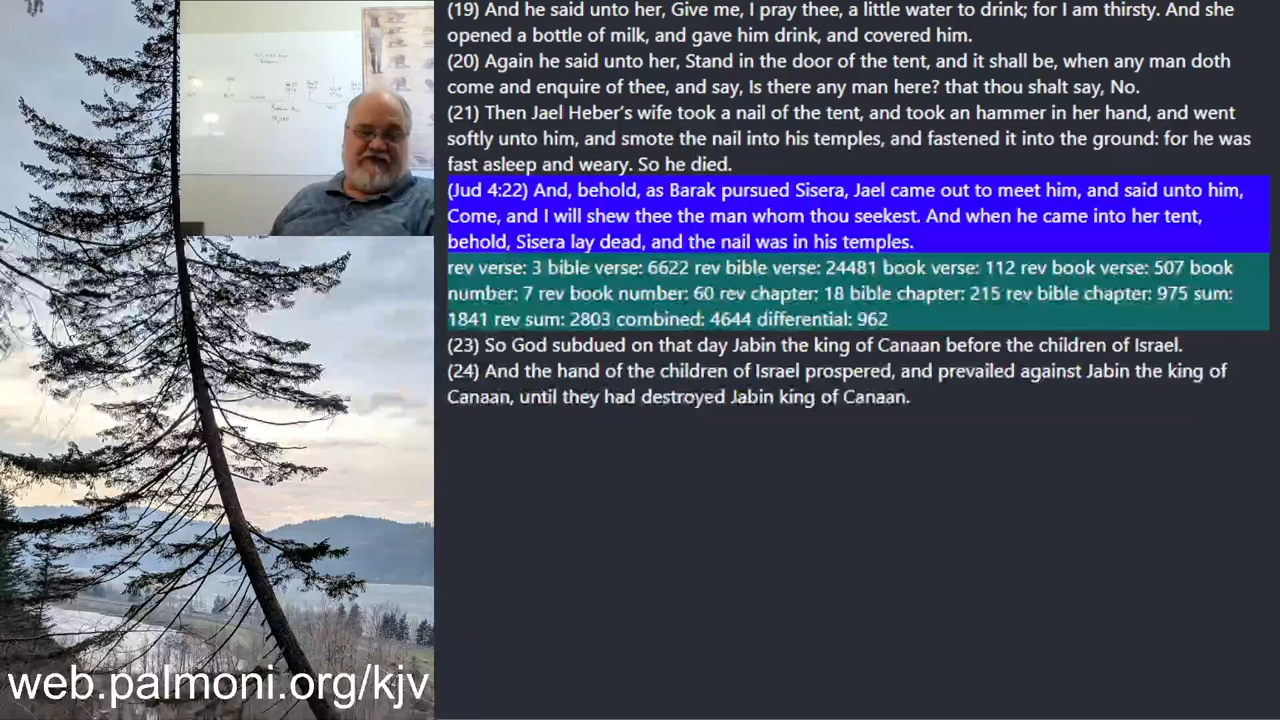 (19) And he said unto her, Give me, I pray thee, a little water to drink; for I am thirsty. And she
opened a bottle of milk, and gave him drink, and covered him.
(20) Again he said unto her, Stand in the door of the tent, and it shall be, when any man doth
come and enquire of thee, and say, Is there any man here? that thou shalt say, No.
(21) Then Jael Heber’s wife took a nail of the tent, and took an hammer in her hand, and went
softly unto him, and smote the nail into his temples, and fastened it into the ground: for he was
fast asleep and weary. So he died.
(Jud 4:22) And, behold, as Barak pursued Sisera, Jael came out to meet him, and said unto him,
Come, and I will shew thee the man whom thou seekest. And when he came into her tent,
behold, Sisera lay dead, and the nail was in his temples.
rev verse: 3 bible verse: 6622 rev bible verse: 24481 book verse: 112 rev book verse: 507 book
number: 7 rev book number: 60 rev chapter: 18 bible chapter: 215 rev bible chapter: 975 sum:
1841 rev sum: 2803 combined: 4644 differential: 962
(23) So God subdued on that day Jabin the king of Canaan before the children of Israel.
(24) And the hand of the children of Israel prospered, and prevailed against Jabin the king of
Canaan, until they had destroyed Jabin king of Canaan.
web.palmoni.org/kjv